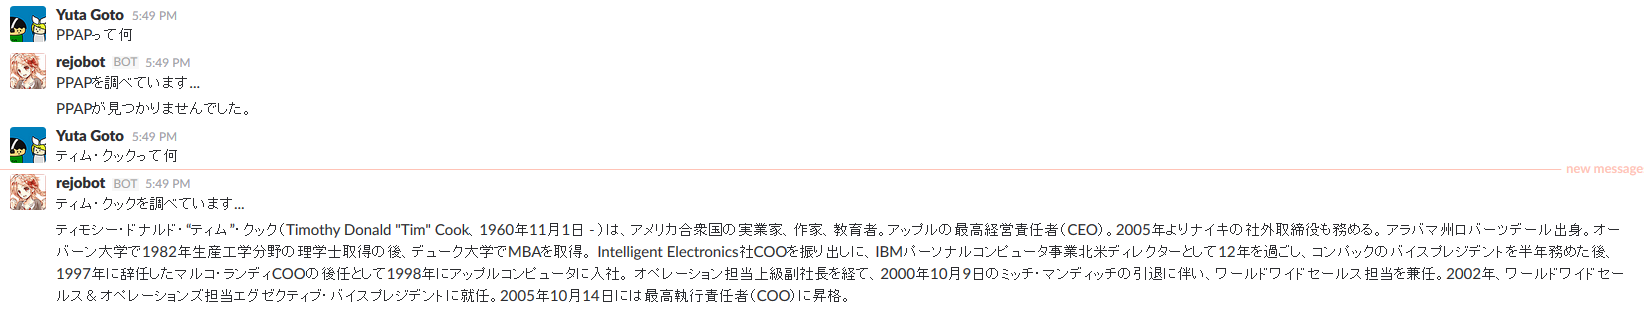 Yuta Goto 5:49 PM
PPAPって何
rejobot BOT 5:49 PM
PPAPを調べています...
PPAPが見つかりませんでした。
Yuta Goto 5:49 PM
ティム・クックって何
new message
rejobot BOT 5:49 PM
ティム・クックを調べています...
ティモシー・ドナルド・“ティム”・クック（Timothy Donald "Tim" Cook、1960年11月1日 - ）は、アメリカ合衆国の実業家、作家、教育者。アップルの最高経営責任者（CEO）。2005年よりナイキの社外取締役も務める。アラバマ州ロバーツデール出身。オー
バーン大学で1982年生産工学分野の理学士取得の後、デューク大学でMBAを取得。 Intelligent Electronics社COOを振り出しに、IBMパーソナルコンピュータ事業北米ディレクターとして12年を過ごし、コンパックのバイスプレジデントを半年務めた後、
1997年に辞任したマルコ・ランディCOOの後任として1998年にアップルコンピュータに入社。 オペレーション担当上級副社長を経て、2000年10月9日のミッチ・マンディッチの引退に伴い、ワールドワイドセールス担当を兼任。2002年、ワールドワイドセー
ルス＆オペレーションズ担当エグゼクティブ・バイスプレジデントに就任。2005年10月14日には最高執行責任者（COO）に昇格。